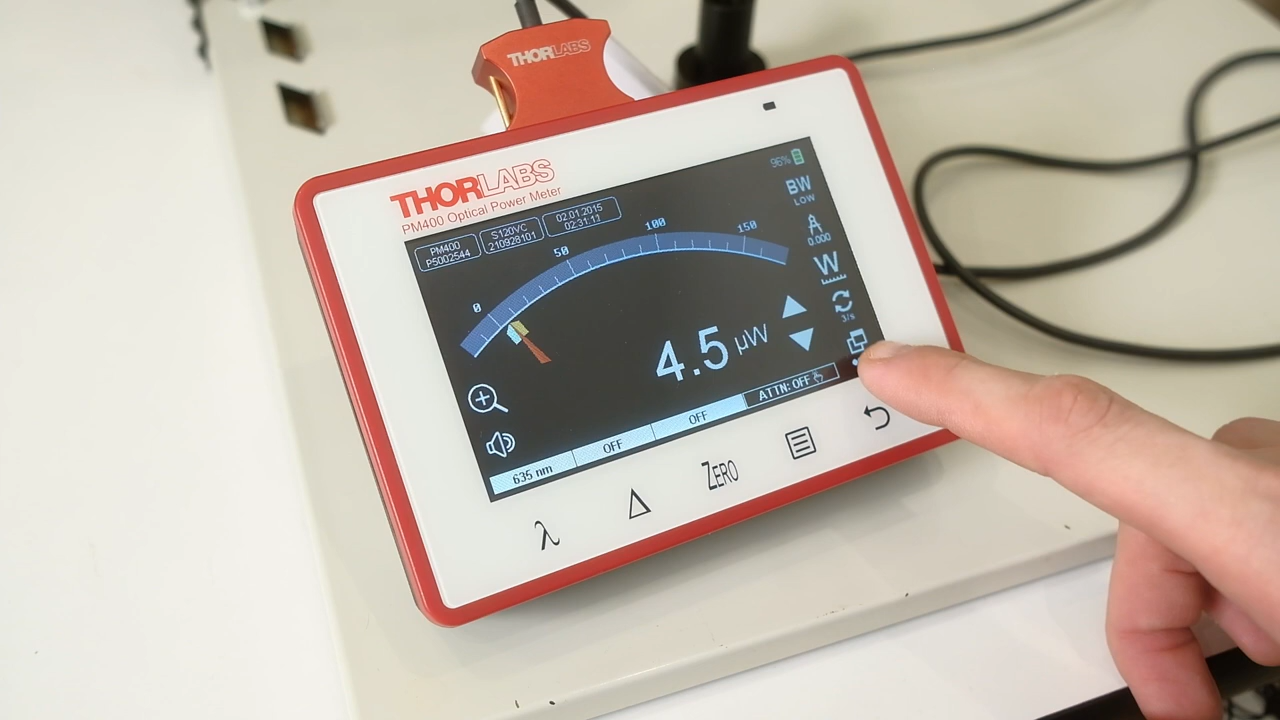 THORLABS
THORLABS
PM400 Optical Power Meter
96%
PM400
P5002544
S120VC
210928101
02.01.2015
02:31:11
BW
LOW
A
0.000
W
3/s
0
50
100
150
4.5 µW
635 nm
OFF
OFF
ATTN: OFF
λ
Δ
ZERO